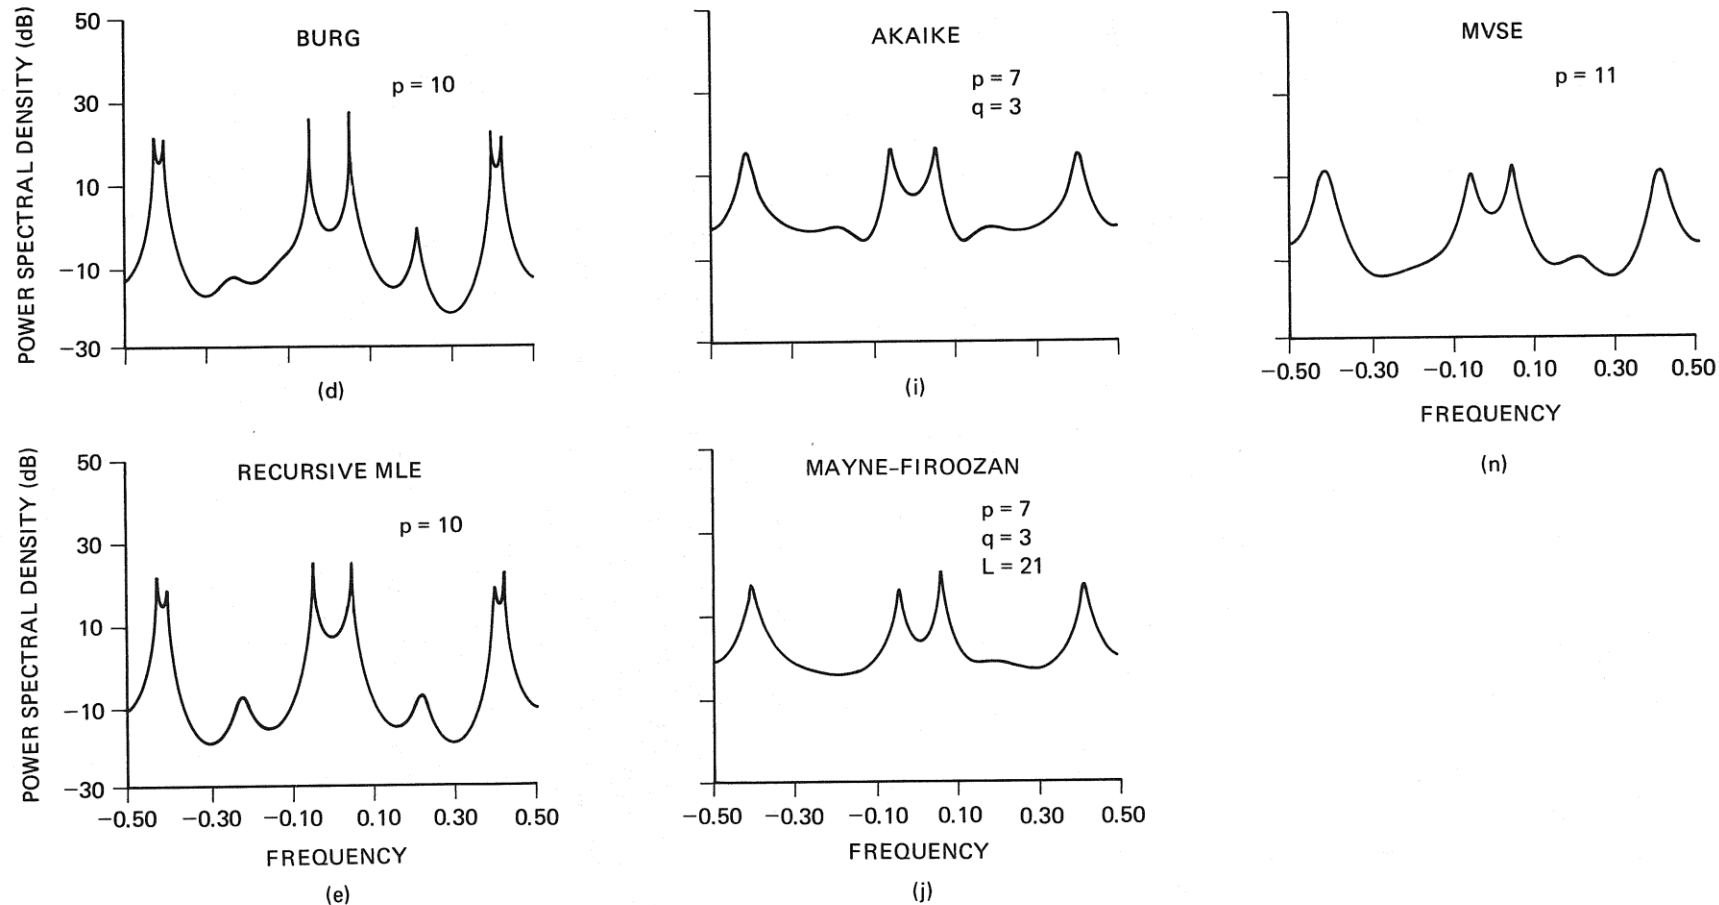 POWER SPECTRAL DENSITY (dB)
50
30
10
−10
−30
BURG
p = 10
(d)
AKAIKE
p = 7
q = 3
(i)
MVSE
p = 11
−0.50 −0.30 −0.10 0.10 0.30 0.50
FREQUENCY
(n)
POWER SPECTRAL DENSITY (dB)
50
30
10
−10
−30
RECURSIVE MLE
p = 10
−0.50 −0.30 −0.10 0.10 0.30 0.50
FREQUENCY
(e)
MAYNE–FIROOZAN
p = 7
q = 3
L = 21
−0.50 −0.30 −0.10 0.10 0.30 0.50
FREQUENCY
(j)